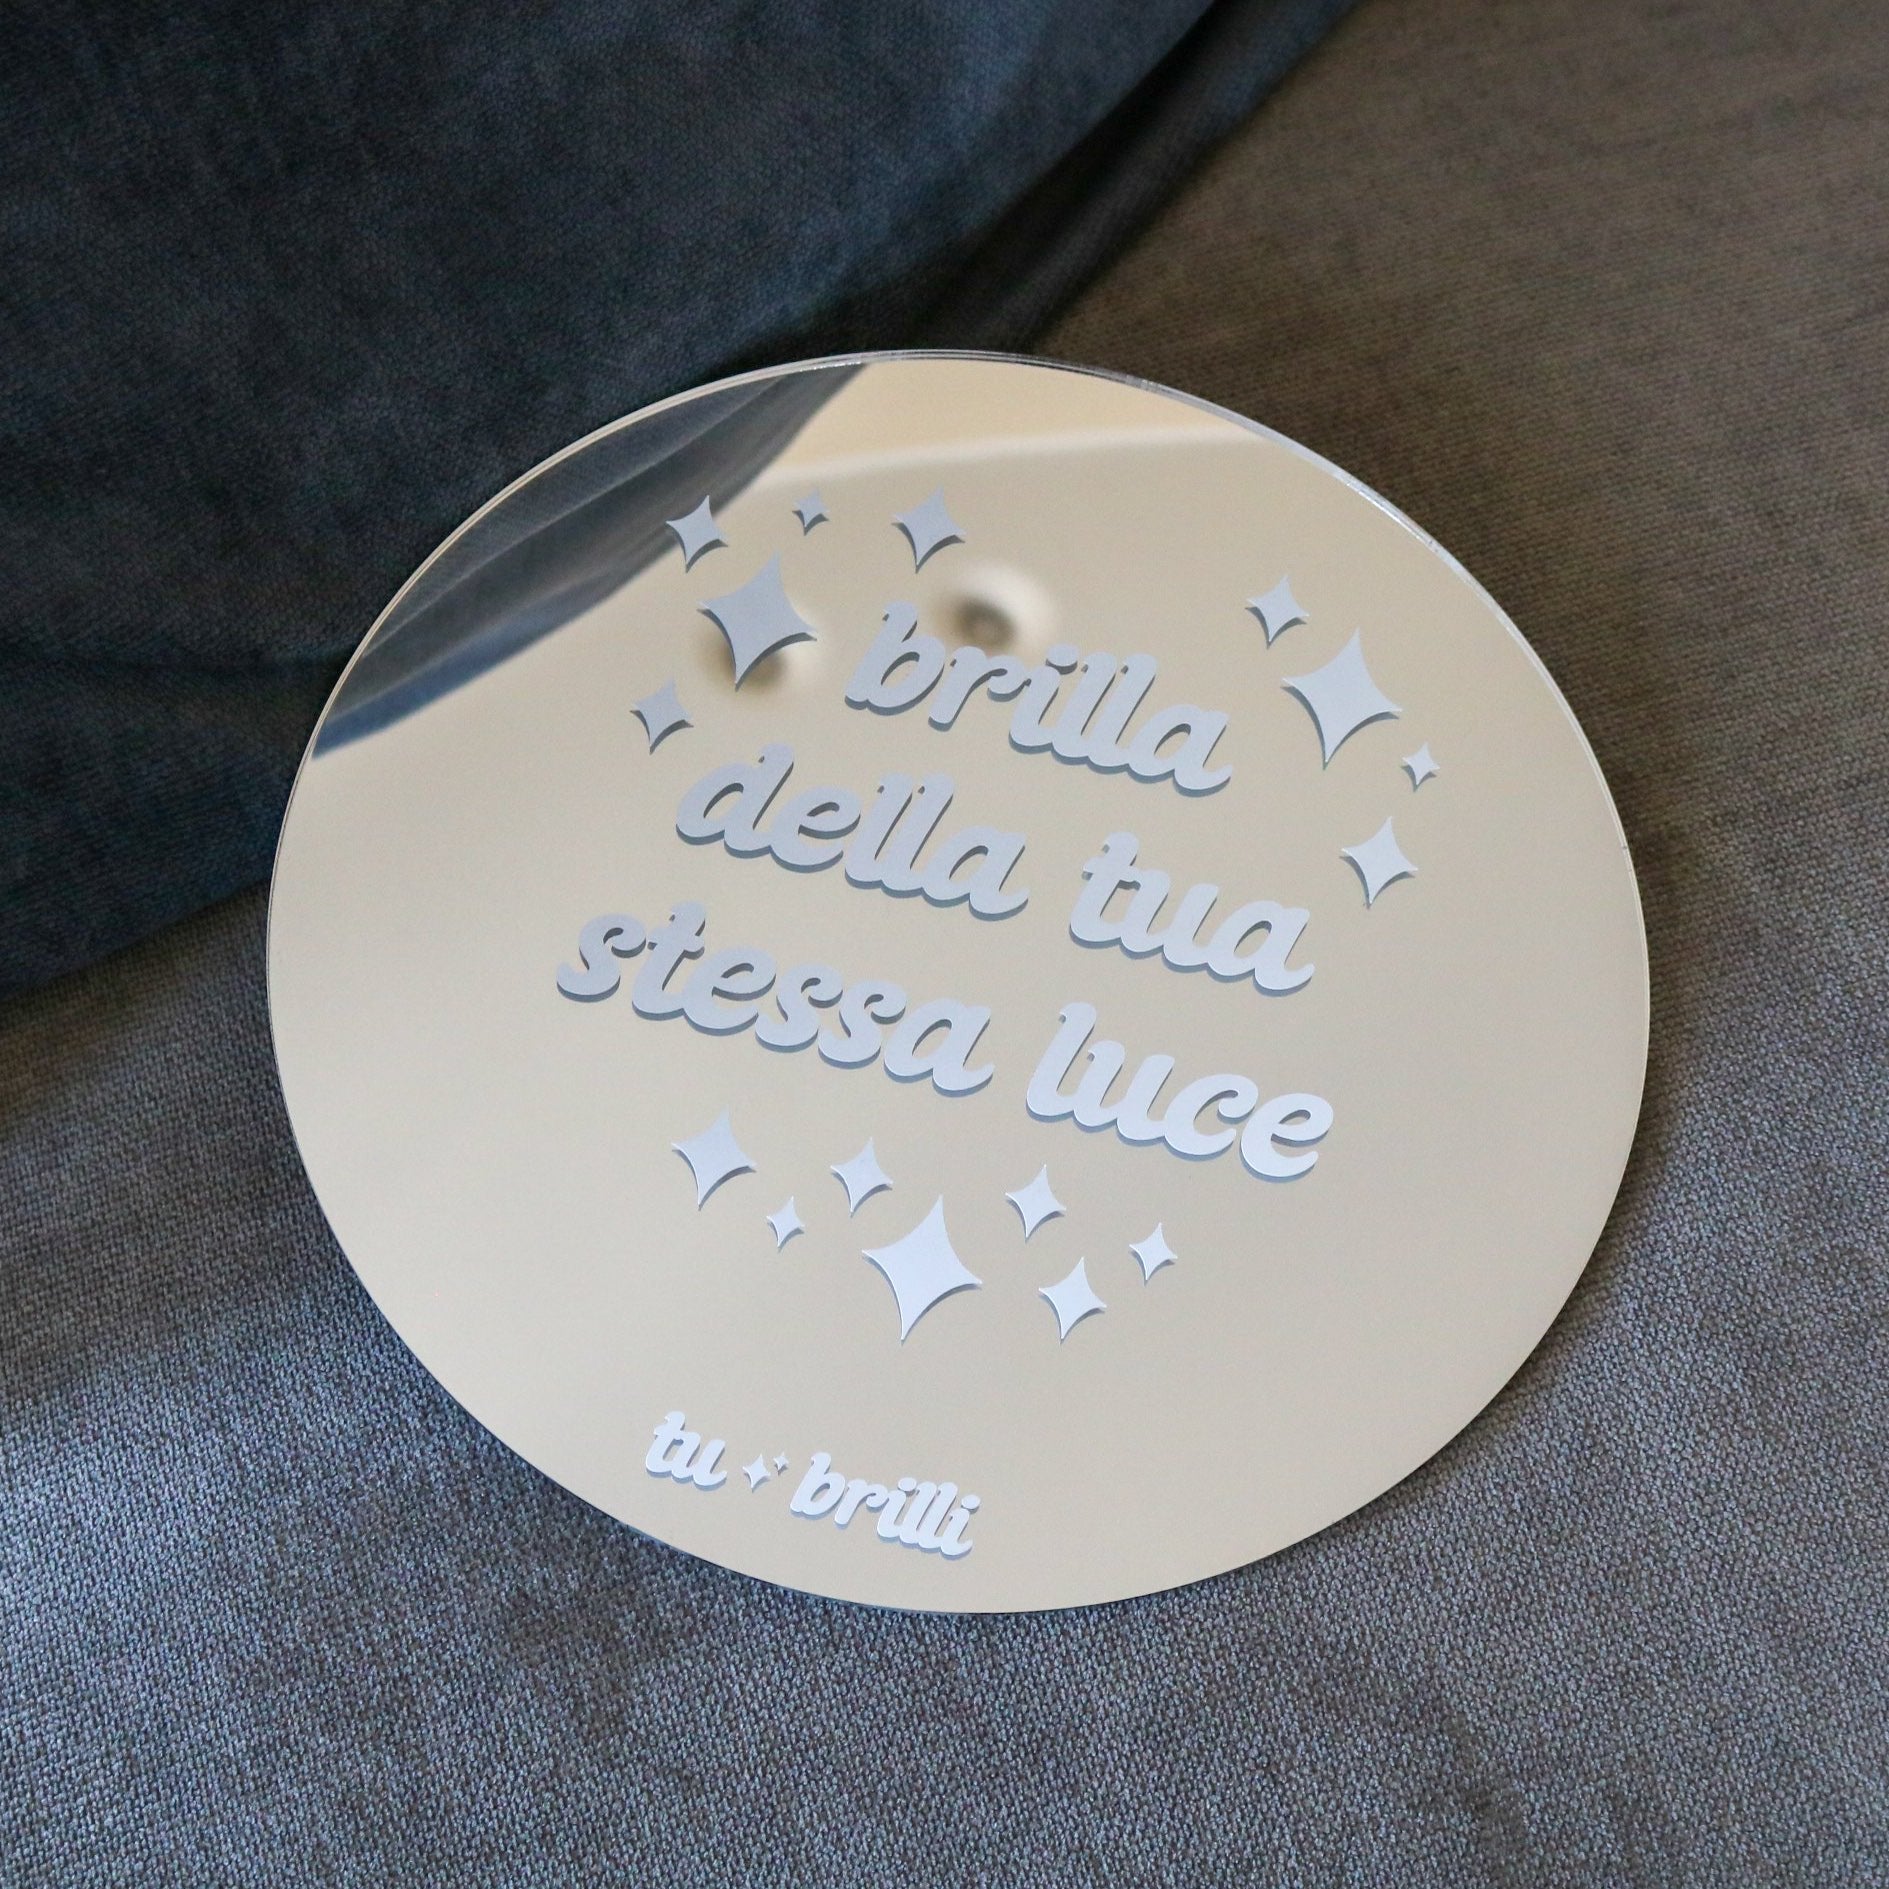 brilla
della tua
stessa luce
tu brilli